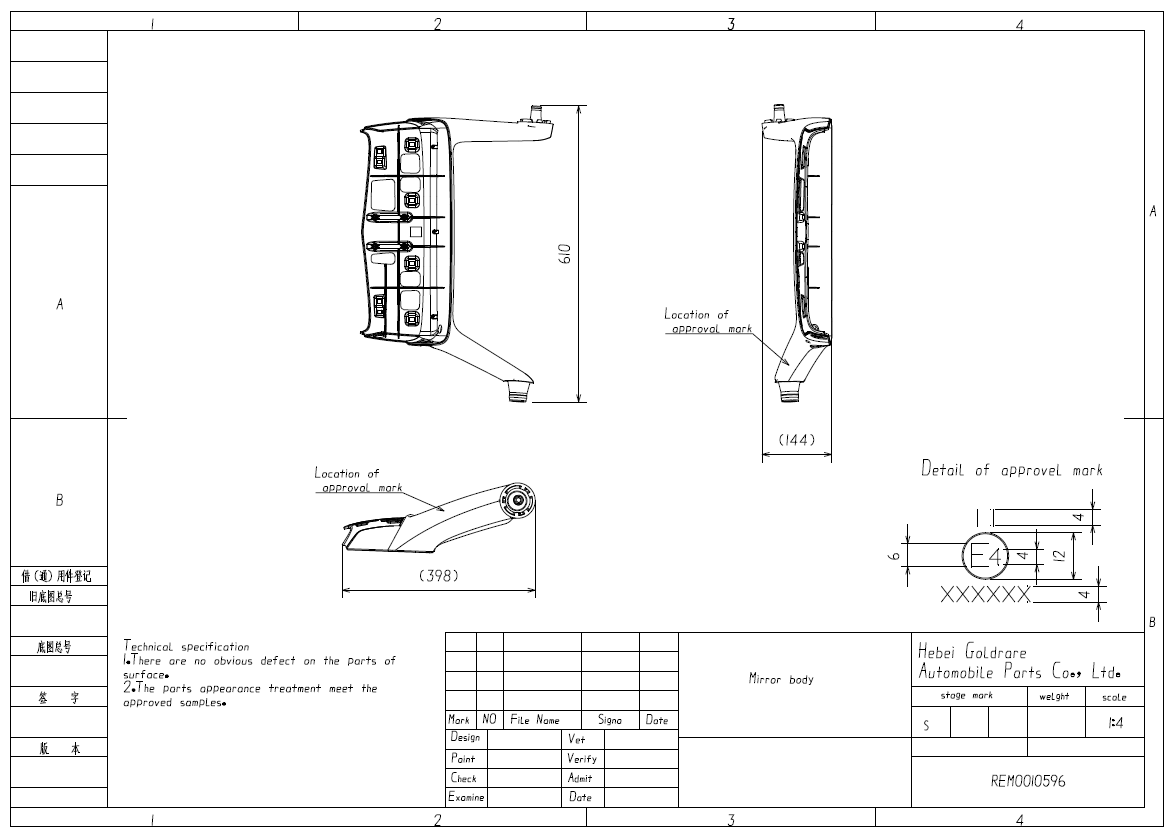 1 2 3 4
A
610
Location of
approval mark
A
(144)
Location of
approval mark
(398)
Detail of approvel mark
4
E4
6
4
12
XXXXXX
4
B
B
借（通）用件登记
旧底图总号
底图总号
签 字
版 本
Technical specification
1.There are no obvious defect on the parts of
surface.
2.The parts appearance treatment meet the
approved samples.
Mark NO File Name Signa Date
Design Vet
Paint Verify
Check Admit
Examine Date
Mirror body
Hebei Goldrare
Automobile Parts Co., Ltd.
stage mark weight scale
S 1:4
REM0010596
1 2 3 4